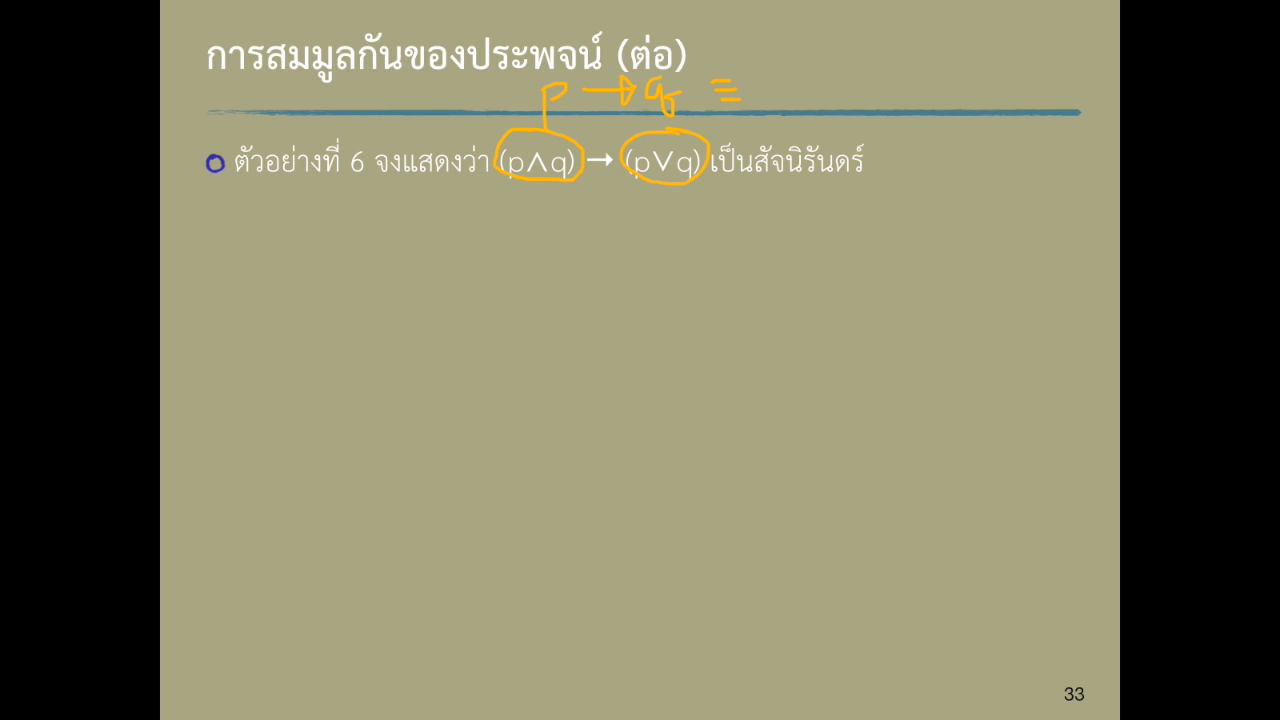 การสมมูลกันของประพจน์ (ต่อ)
p → q ≡
ตัวอย่างที่ 6 จงแสดงว่า (p∧q) → (p∨q) เป็นสัจนิรันดร์
33